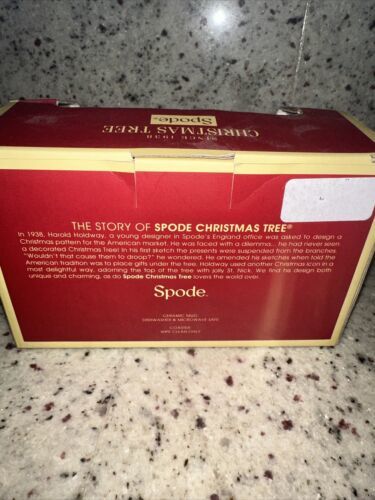 SINCE 1938
CHRISTMAS TREE
Spode®
THE STORY OF SPODE CHRISTMAS TREE®
In 1938, Harold Holdway, a young designer in Spode's England office was asked to design a
Christmas pattern for the American market. He was faced with a dilemma... he had never seen
a decorated Christmas Tree! In his first sketch the presents were suspended from the branches.
"Wouldn't that cause them to droop?" he wondered. He amended his sketches when told the
American tradition was to place gifts under the tree. Holdway used another Christmas icon in a
most delightful way, adorning the top of the tree with jolly St. Nick. We find his design both
unique and charming, as do Spode Christmas Tree lovers the world over.
Spode®
CERAMIC MUG
DISHWASHER & MICROWAVE SAFE
COASTER
WIPE CLEAN ONLY